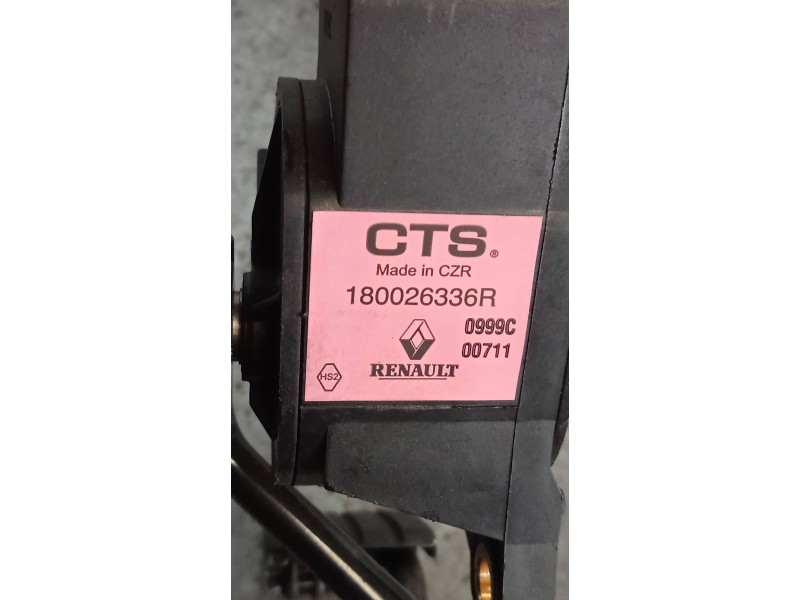 CTS®
Made in CZR
180026336R
0999C
00711
RENAULT
HS2